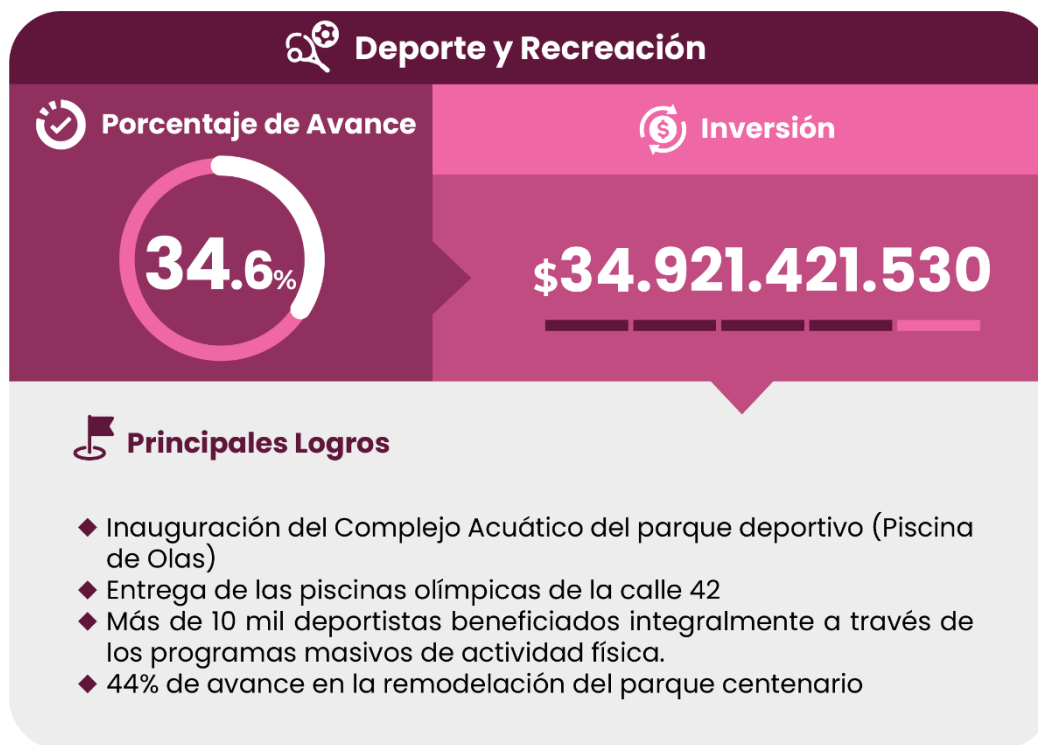 Deporte y Recreación
Porcentaje de Avance
Inversión
34.6%
$34.921.421.530
Principales Logros
◆ Inauguración del Complejo Acuático del parque deportivo (Piscina
de Olas)
◆ Entrega de las piscinas olímpicas de la calle 42
◆ Más de 10 mil deportistas beneficiados integralmente a través de
los programas masivos de actividad física.
◆ 44% de avance en la remodelación del parque centenario